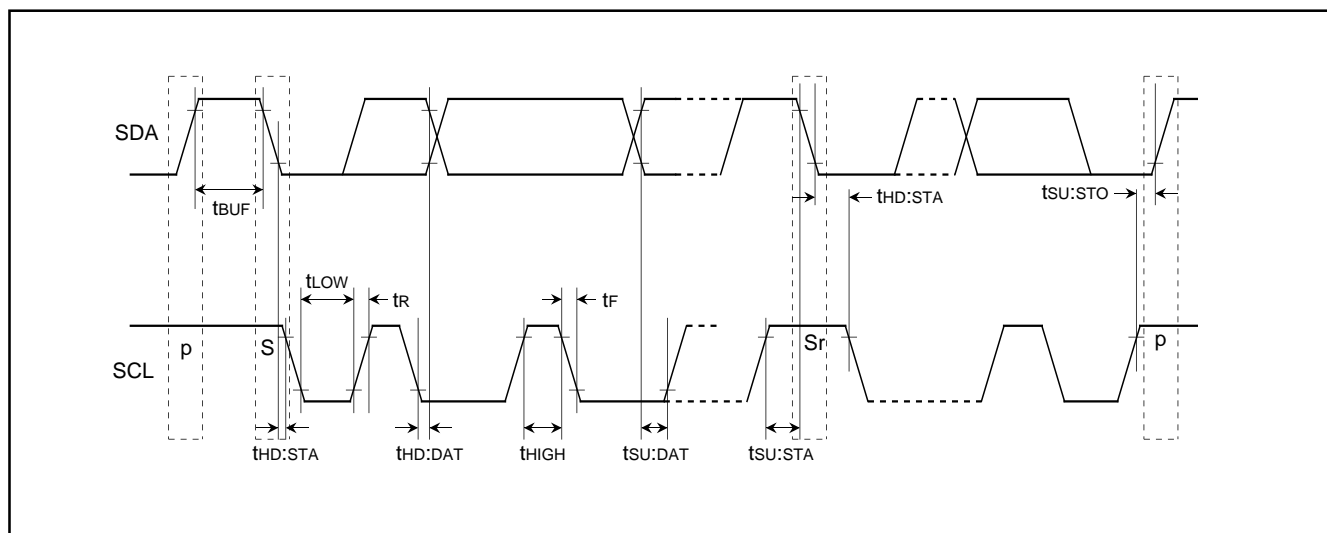 SDA
tBUF
tHD:STA
tSU:STO
tLOW
tR
tF
p
S
Sr
p
SCL
tHD:STA
tHD:DAT
tHIGH
tSU:DAT
tSU:STA